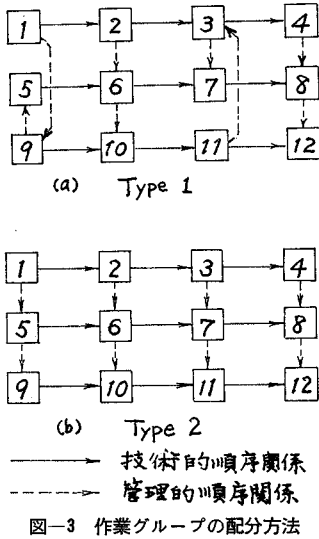 1 2 3 4
5 6 7 8
9 10 11 12
(a) Type 1
1 2 3 4
5 6 7 8
9 10 11 12
(b) Type 2
技術的順序関係
管理的順序関係
図—3 作業グループの配分方法